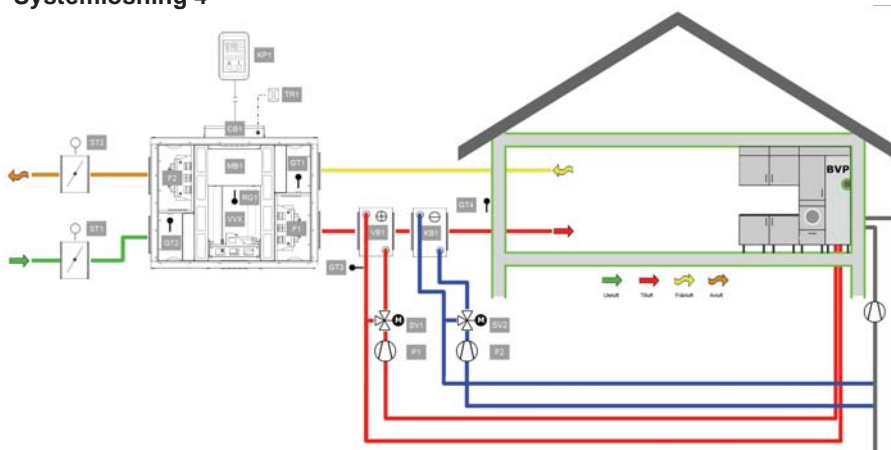 Systemlösning 4
KP1
TR1
CB1
ST2
MB1
GT1
F2
RG1
VVX
F1
GT2
ST1
BVP
GT4
VB1
KB1
GT3
Uteluft
Tilluft
Frånluft
Avluft
M
M
SV1
SV2
P1
P2